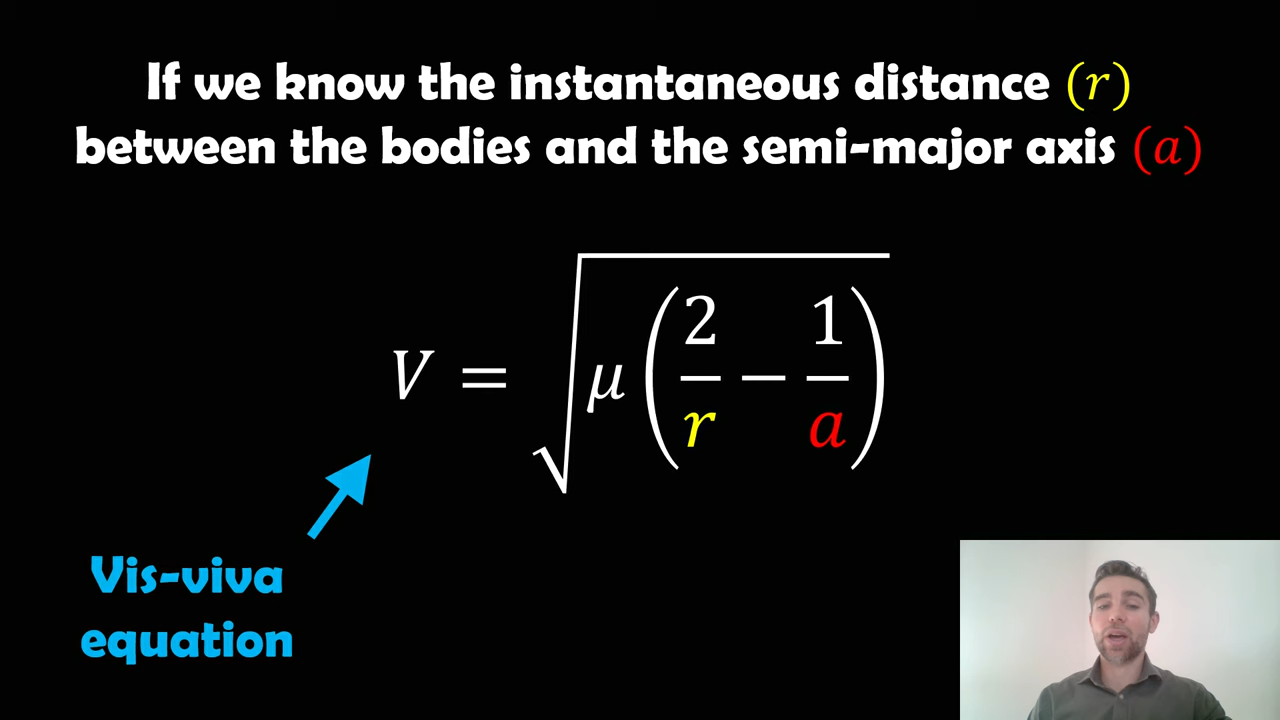 If we know the instantaneous distance (r)
between the bodies and the semi-major axis (a)
V = √(μ(2/r − 1/a))
Vis-viva
equation